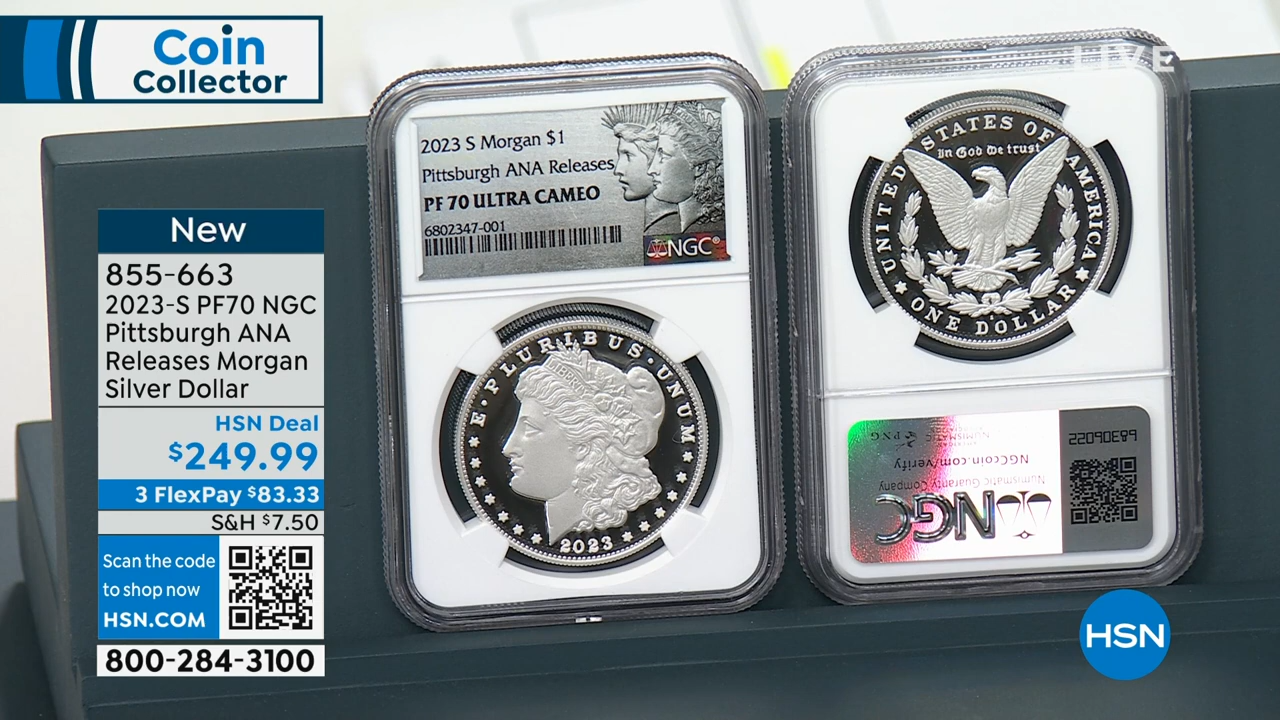 Coin
Collector
LIVE
New
855-663
2023-S PF70 NGC
Pittsburgh ANA
Releases Morgan
Silver Dollar
HSN Deal
$249.99
3 FlexPay $83.33
S&H $7.50
Scan the code
to shop now
HSN.COM
800-284-3100
2023 S Morgan $1
Pittsburgh ANA Releases
PF 70 ULTRA CAMEO
6802347-001
NGC
E·PLURIBUS·UNUM
LIBERTY
2023
UNITED STATES OF AMERICA
In God We trust
ONE DOLLAR
NUMISMATIC PNG
NGCcoin.com/verify
Numismatic Guaranty Company
NGC
HSN